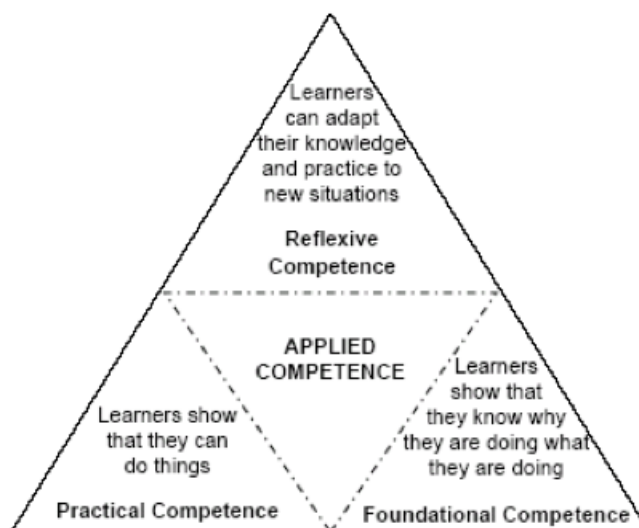 Learners
can adapt
their knowledge
and practice to
new situations
Reflexive
Competence
APPLIED
COMPETENCE
Learners show
that they can
do things
Practical Competence
Learners
show that
they know why
they are doing what
they are doing
Foundational Competence